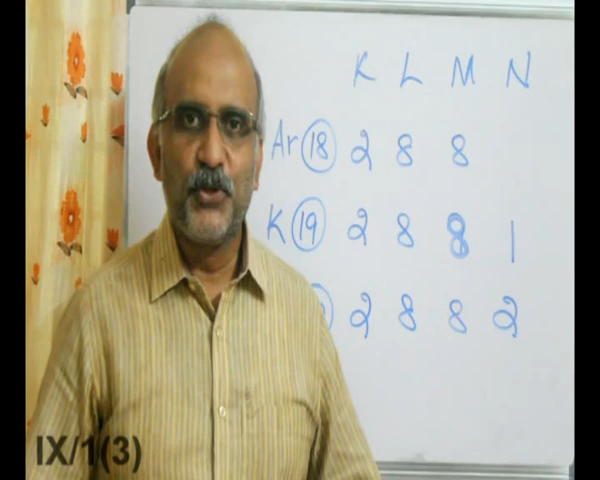 K L M N
Ar 18 2 8 8
K 19 2 8 8 1
2 8 8 2
IX/1(3)